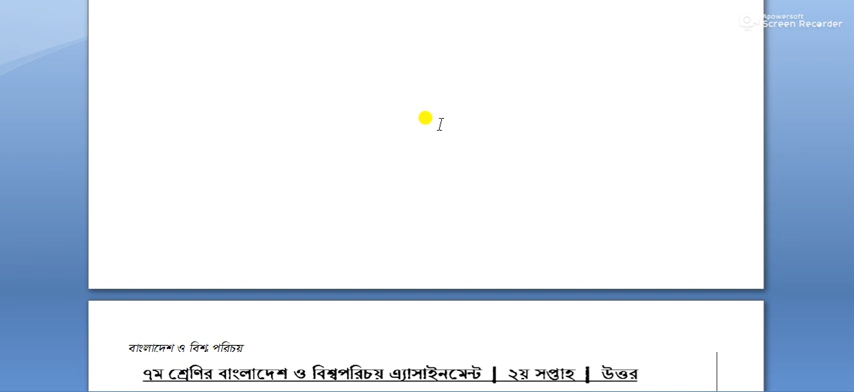 Apowersoft
Screen Recorder
বাংলাদেশ ও বিশ্ব পরিচয়
৭ম শ্রেণির বাংলাদেশ ও বিশ্বপরিচয় এ্যাসাইনমেন্ট | ২য় সপ্তাহ | উত্তর